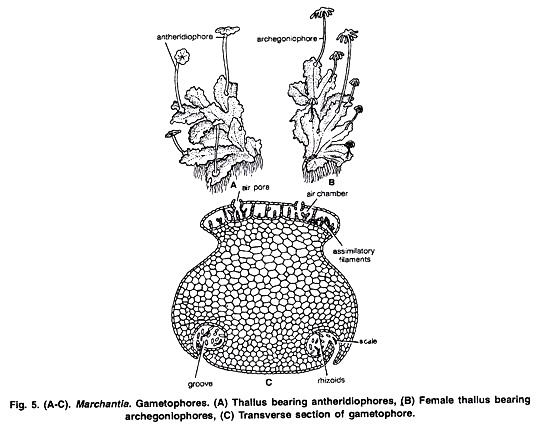 antheridiophore
archegoniophore
A
B
air pore
air chamber
assimilatory
filaments
scale
groove
C
rhizoids
Fig. 5. (A-C). Marchantia. Gametophores. (A) Thallus bearing antheridiophores, (B) Female thallus bearing
archegoniophores, (C) Transverse section of gametophore.